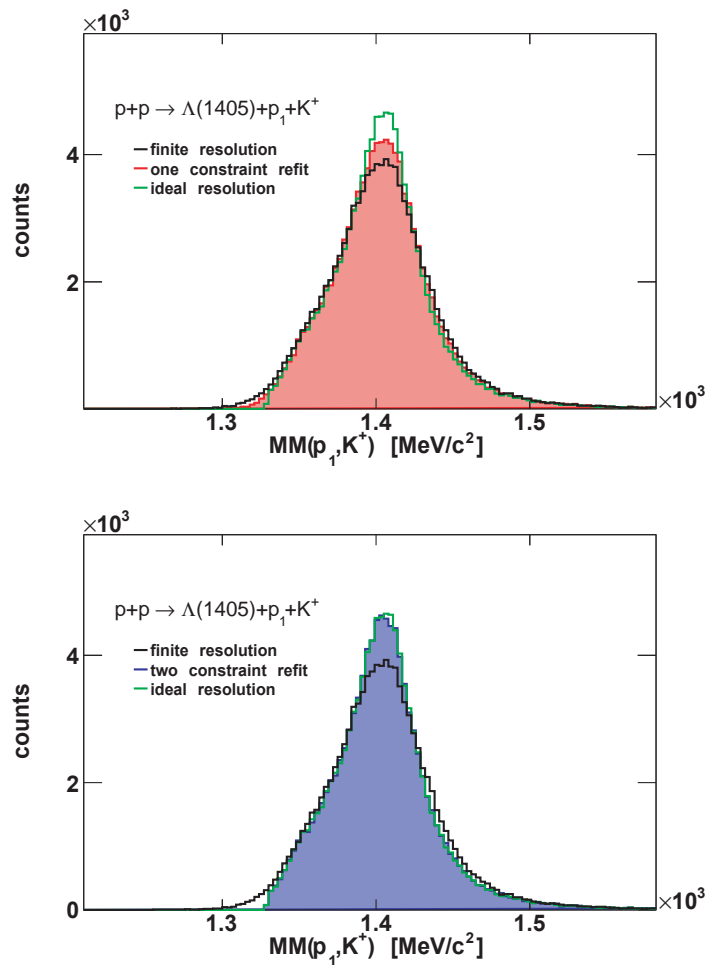 ×10³
p+p → Λ(1405)+p₁+K⁺
finite resolution
one constraint refit
ideal resolution
counts
4
2
1.3
1.4
1.5
×10³
MM(p₁,K⁺) [MeV/c²]
×10³
p+p → Λ(1405)+p₁+K⁺
finite resolution
two constraint refit
ideal resolution
counts
4
2
0
1.3
1.4
1.5
×10³
MM(p₁,K⁺) [MeV/c²]